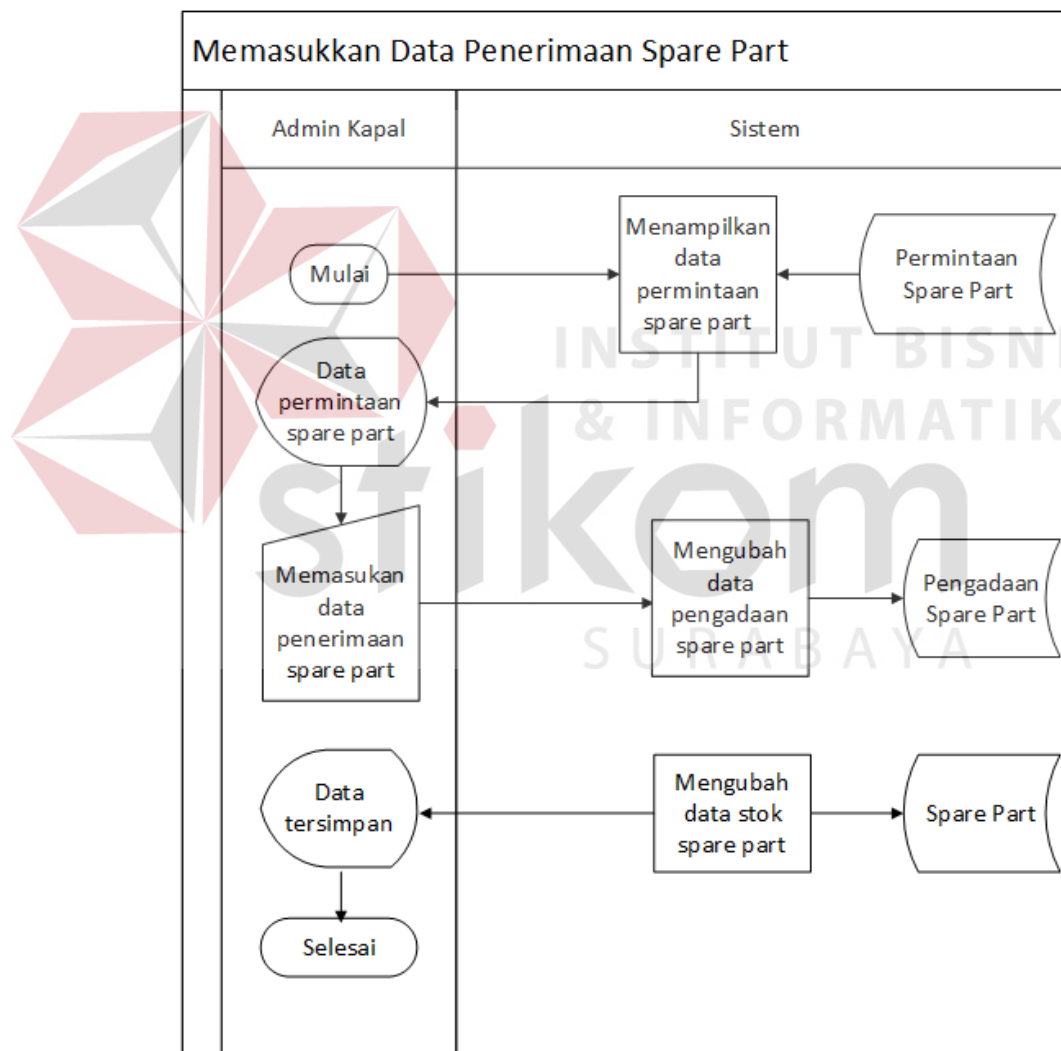 Memasukkan Data Penerimaan Spare Part
Admin Kapal
Sistem
Mulai
Menampilkan
data
permintaan
spare part
Permintaan
Spare Part
Data
permintaan
spare part
Memasukan
data
penerimaan
spare part
Mengubah
data
pengadaan
spare part
Pengadaan
Spare Part
Data
tersimpan
Mengubah
data stok
spare part
Spare Part
Selesai
INSTITUT BISNI
& INFORMATIK
stikom
SURABAYA